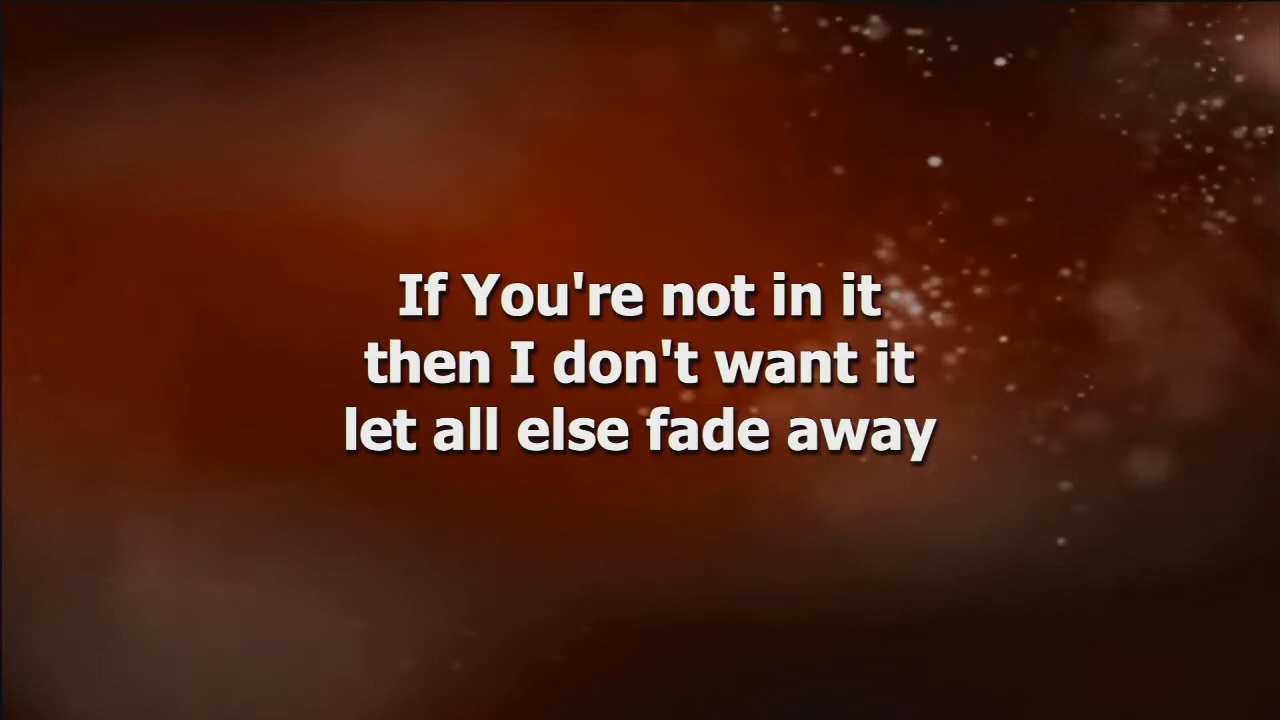 If You're not in it
then I don't want it
let all else fade away